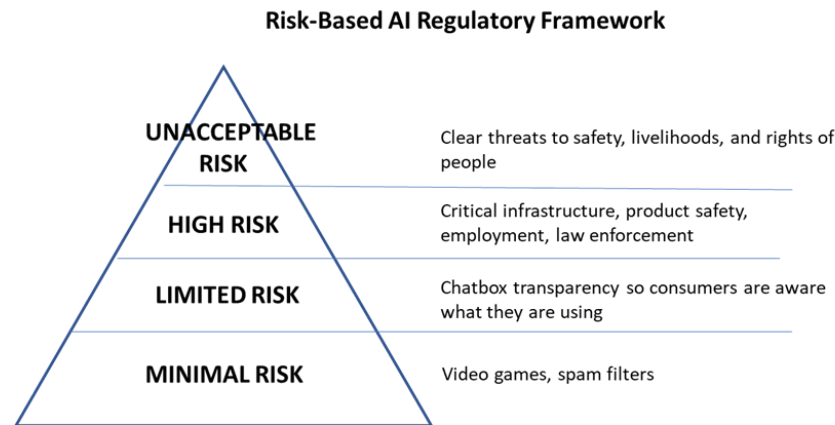 Risk-Based AI Regulatory Framework
UNACCEPTABLE
RISK
Clear threats to safety, livelihoods, and rights of
people
HIGH RISK
Critical infrastructure, product safety,
employment, law enforcement
LIMITED RISK
Chatbox transparency so consumers are aware
what they are using
MINIMAL RISK
Video games, spam filters